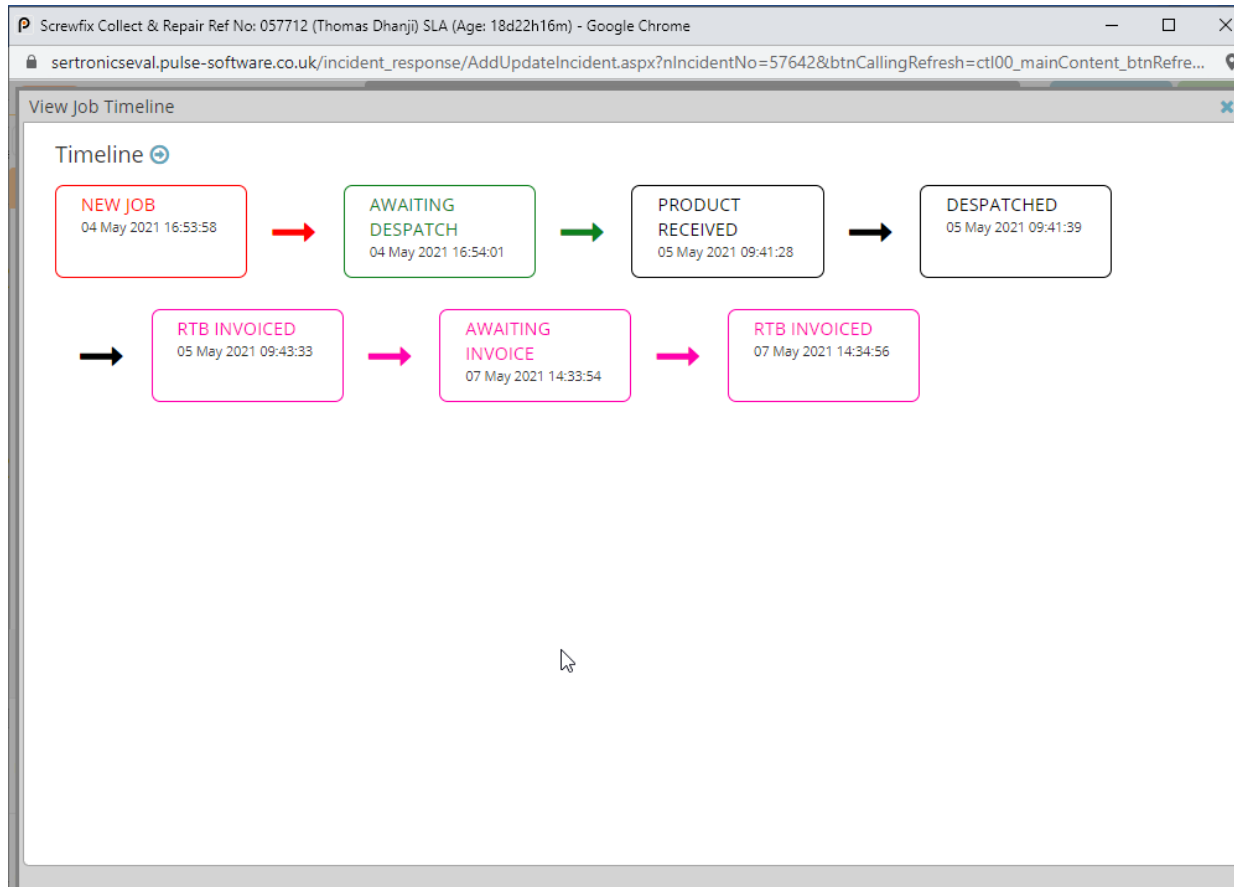 Screwfix Collect & Repair Ref No: 057712 (Thomas Dhanji) SLA (Age: 18d22h16m) - Google Chrome
sertronicseval.pulse-software.co.uk/incident_response/AddUpdateIncident.aspx?nIncidentNo=57642&btnCallingRefresh=ctl00_mainContent_btnRefre...
View Job Timeline
Timeline
NEW JOB
04 May 2021 16:53:58
AWAITING
DESPATCH
04 May 2021 16:54:01
PRODUCT
RECEIVED
05 May 2021 09:41:28
DESPATCHED
05 May 2021 09:41:39
RTB INVOICED
05 May 2021 09:43:33
AWAITING
INVOICE
07 May 2021 14:33:54
RTB INVOICED
07 May 2021 14:34:56